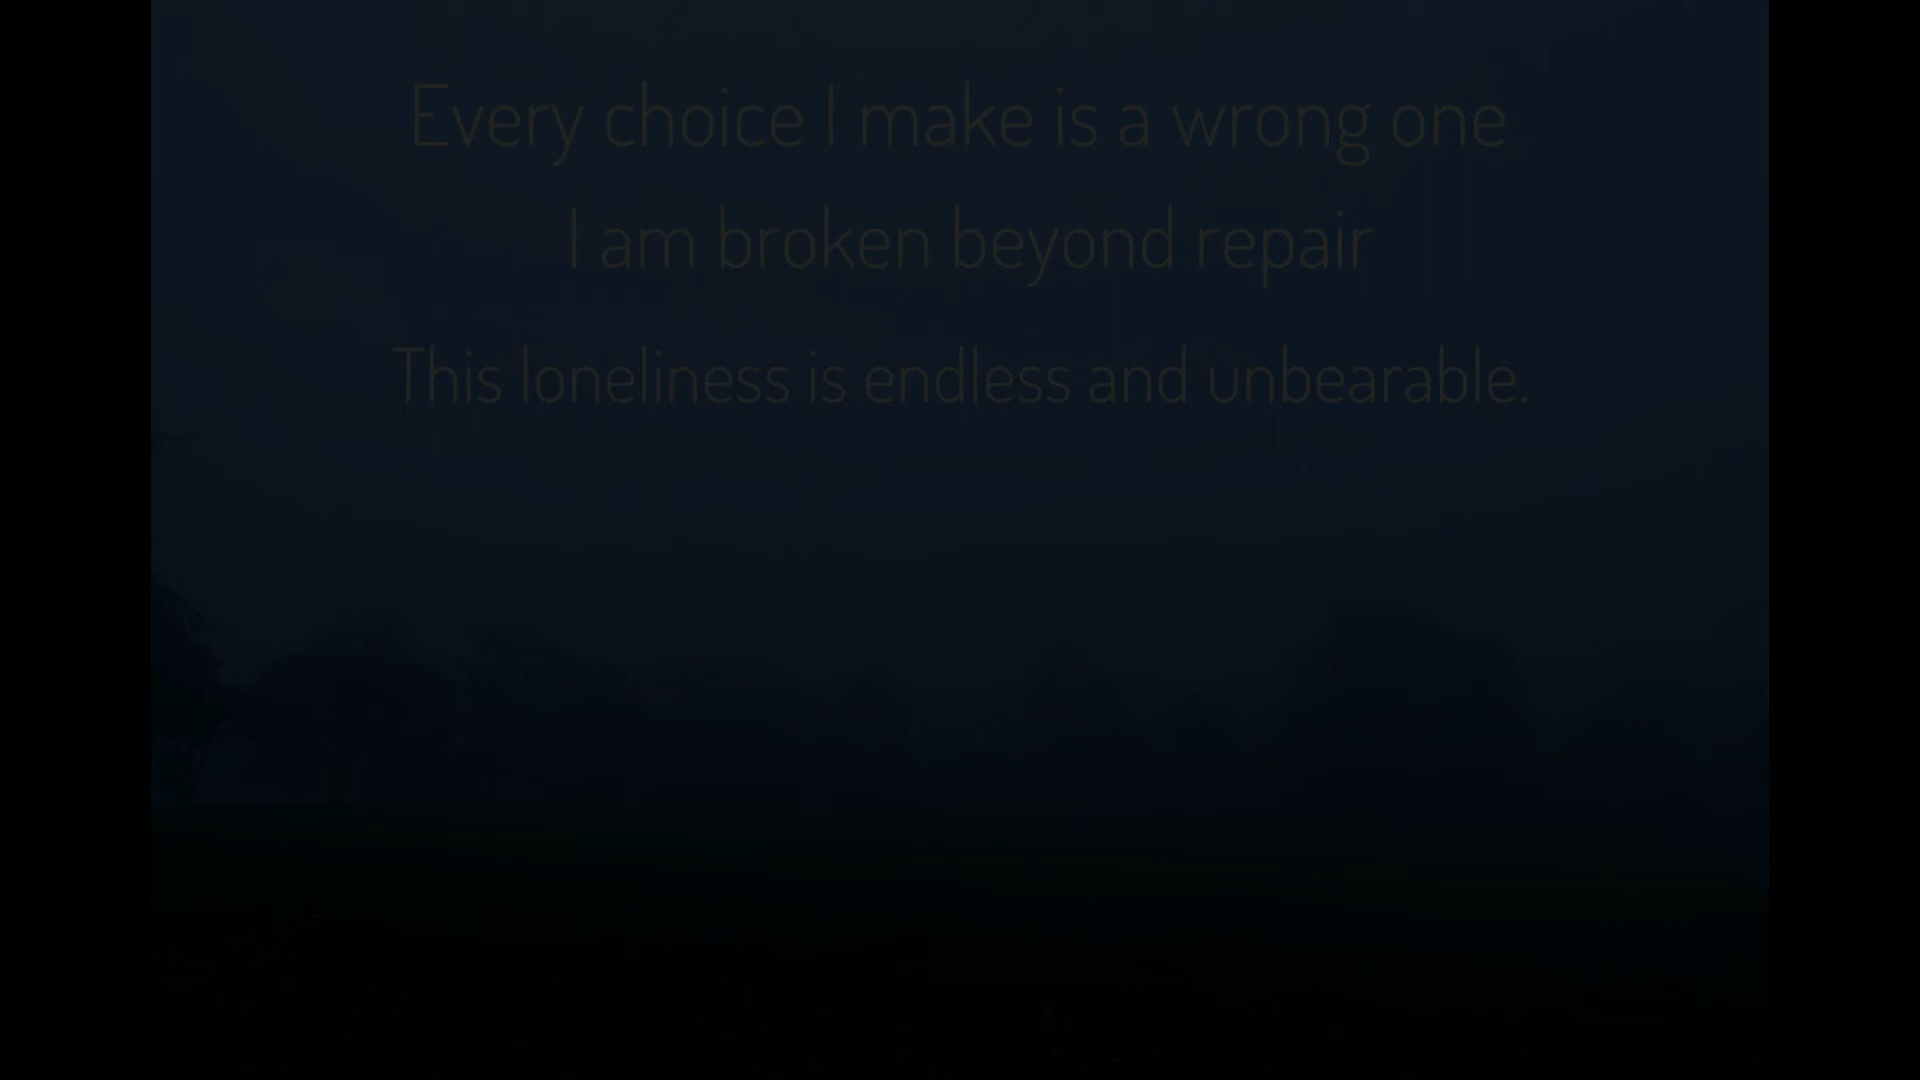 Every choice I make is a wrong one
I am broken beyond repair
This loneliness is endless and unbearable.